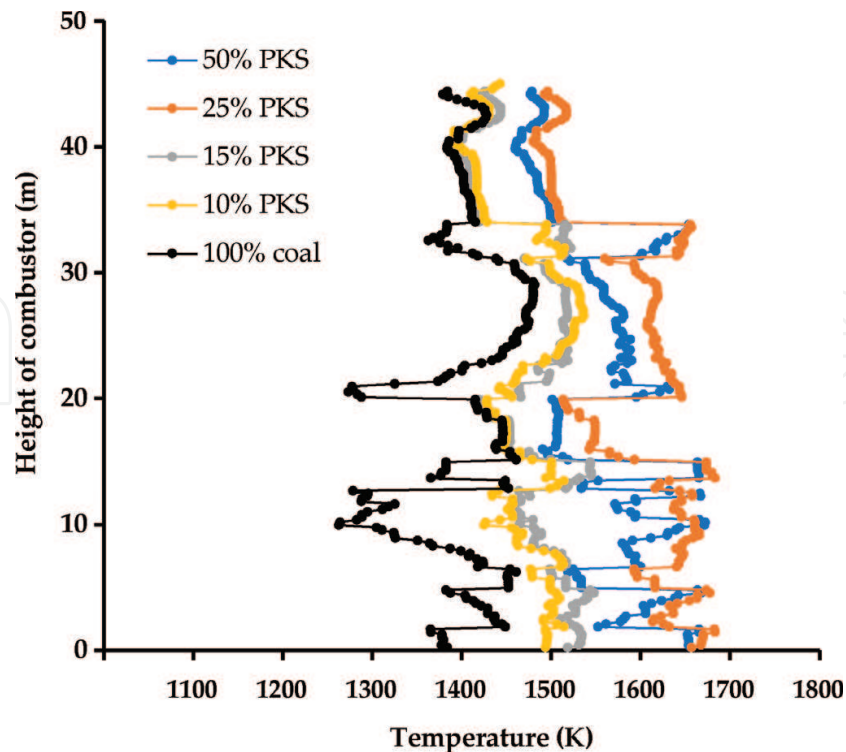 50
50% PKS
25% PKS
40
15% PKS
10% PKS
100% coal
30
Height of combustor (m)
20
10
0
1100 1200 1300 1400 1500 1600 1700 1800
Temperature (K)